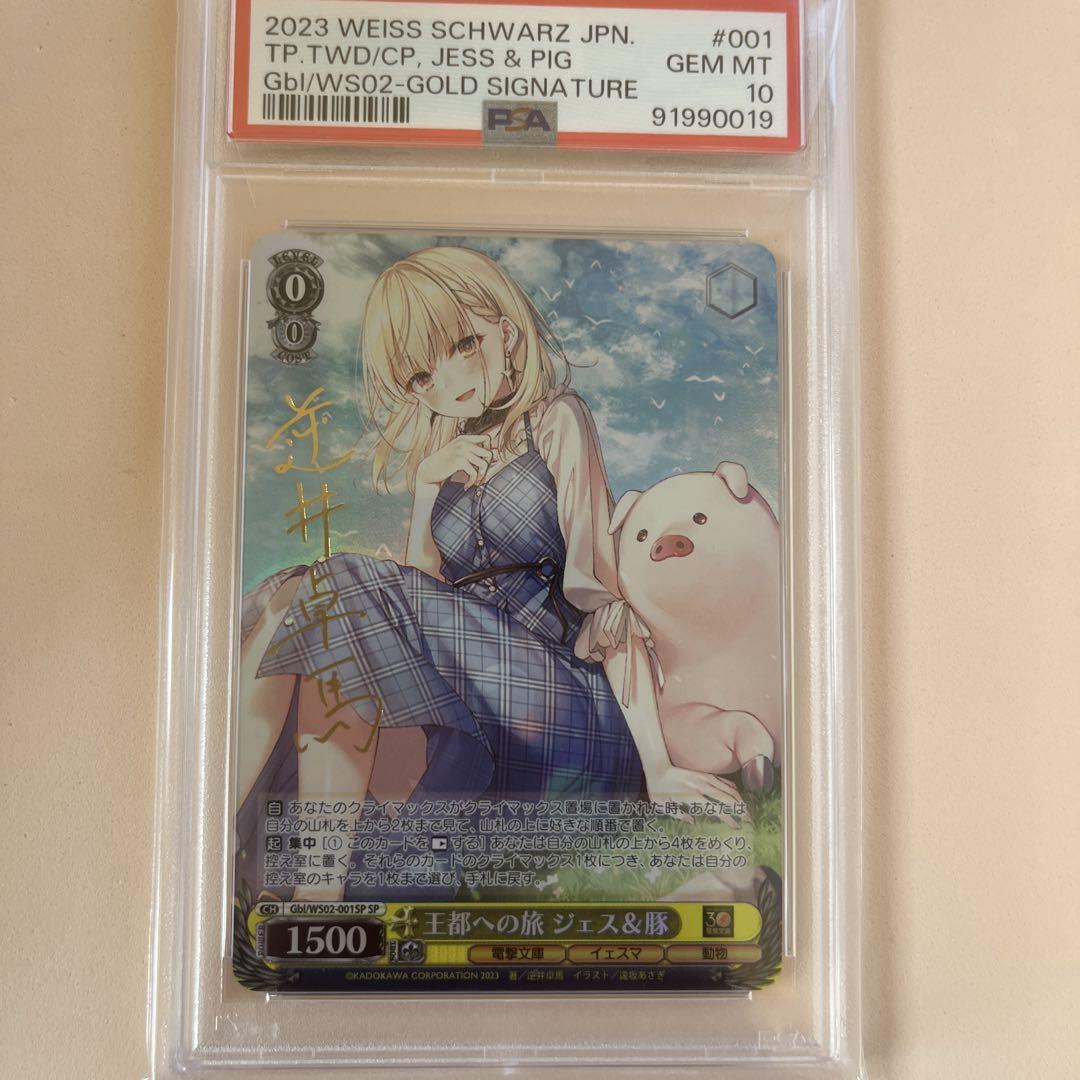 2023 WEISS SCHWARZ JPN. #001
TP.TWD/CP, JESS & PIG GEM MT
Gbl/WS02-GOLD SIGNATURE 10
PSA 91990019
LEVEL
0
0
COST
逆井卓馬
自 あなたのクライマックスがクライマックス置場に置かれた時、あなたは
自分の山札を上から2枚まで見て、山札の上に好きな順番で置く。
起 集中 [① このカードを する] あなたは自分の山札の上から4枚をめくり、
控え室に置く。それらのカードのクライマックス1枚につき、あなたは自分の
控え室のキャラを1枚まで選び、手札に戻す。
CH Gbl/WS02-001SP SP
王都への旅 ジェス&豚
30
電撃文庫
POWER 1500 SOUL
電撃文庫 イェスマ 動物
©KADOKAWA CORPORATION 2023 著/逆井卓馬 イラスト/遠坂あさぎ